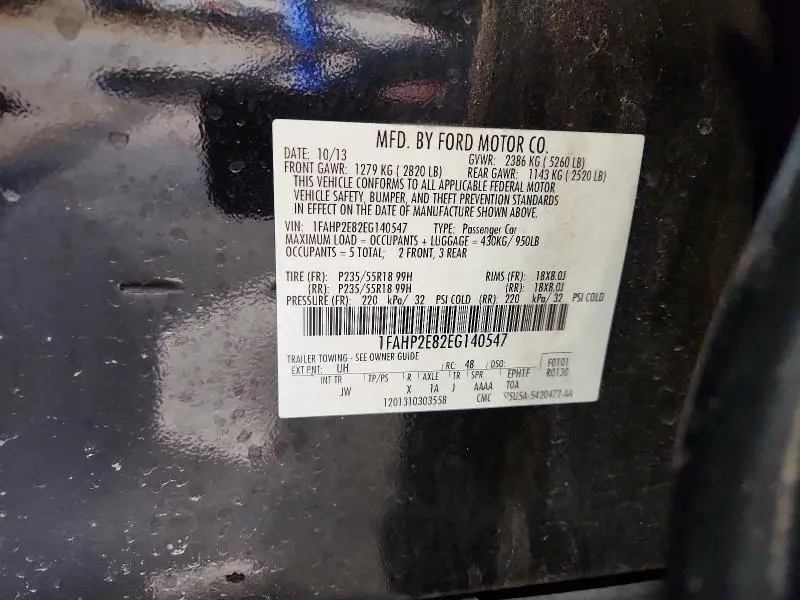 MFD. BY FORD MOTOR CO.
DATE: 10/13 GVWR: 2386 KG ( 5260 LB)
FRONT GAWR: 1279 KG ( 2820 LB) REAR GAWR: 1143 KG ( 2520 LB)
THIS VEHICLE CONFORMS TO ALL APPLICABLE FEDERAL MOTOR
VEHICLE SAFETY, BUMPER, AND THEFT PREVENTION STANDARDS
IN EFFECT ON THE DATE OF MANUFACTURE SHOWN ABOVE.
VIN: 1FAHP2E82EG140547 TYPE: Passenger Car
MAXIMUM LOAD = OCCUPANTS + LUGGAGE = 430KG/ 950LB
OCCUPANTS = 5 TOTAL; 2 FRONT, 3 REAR
TIRE (FR): P235/55R18 99H RIMS (FR): 18X8.0J
(RR): P235/55R18 99H (RR): 18X8.0J
PRESSURE (FR): 220 kPa/ 32 PSI COLD (RR): 220 kPa/ 32 PSI COLD
1FAHP2E82EG140547
TRAILER TOWING - SEE OWNER GUIDE
EXT PNT: UH RC: 48 DSO: F0101
INT TR TP/PS R AXLE TR SPR EPH1F R0130
JW X 1A J AAAA T0A
1201310303558 CMC 5U5A-5420472-AA